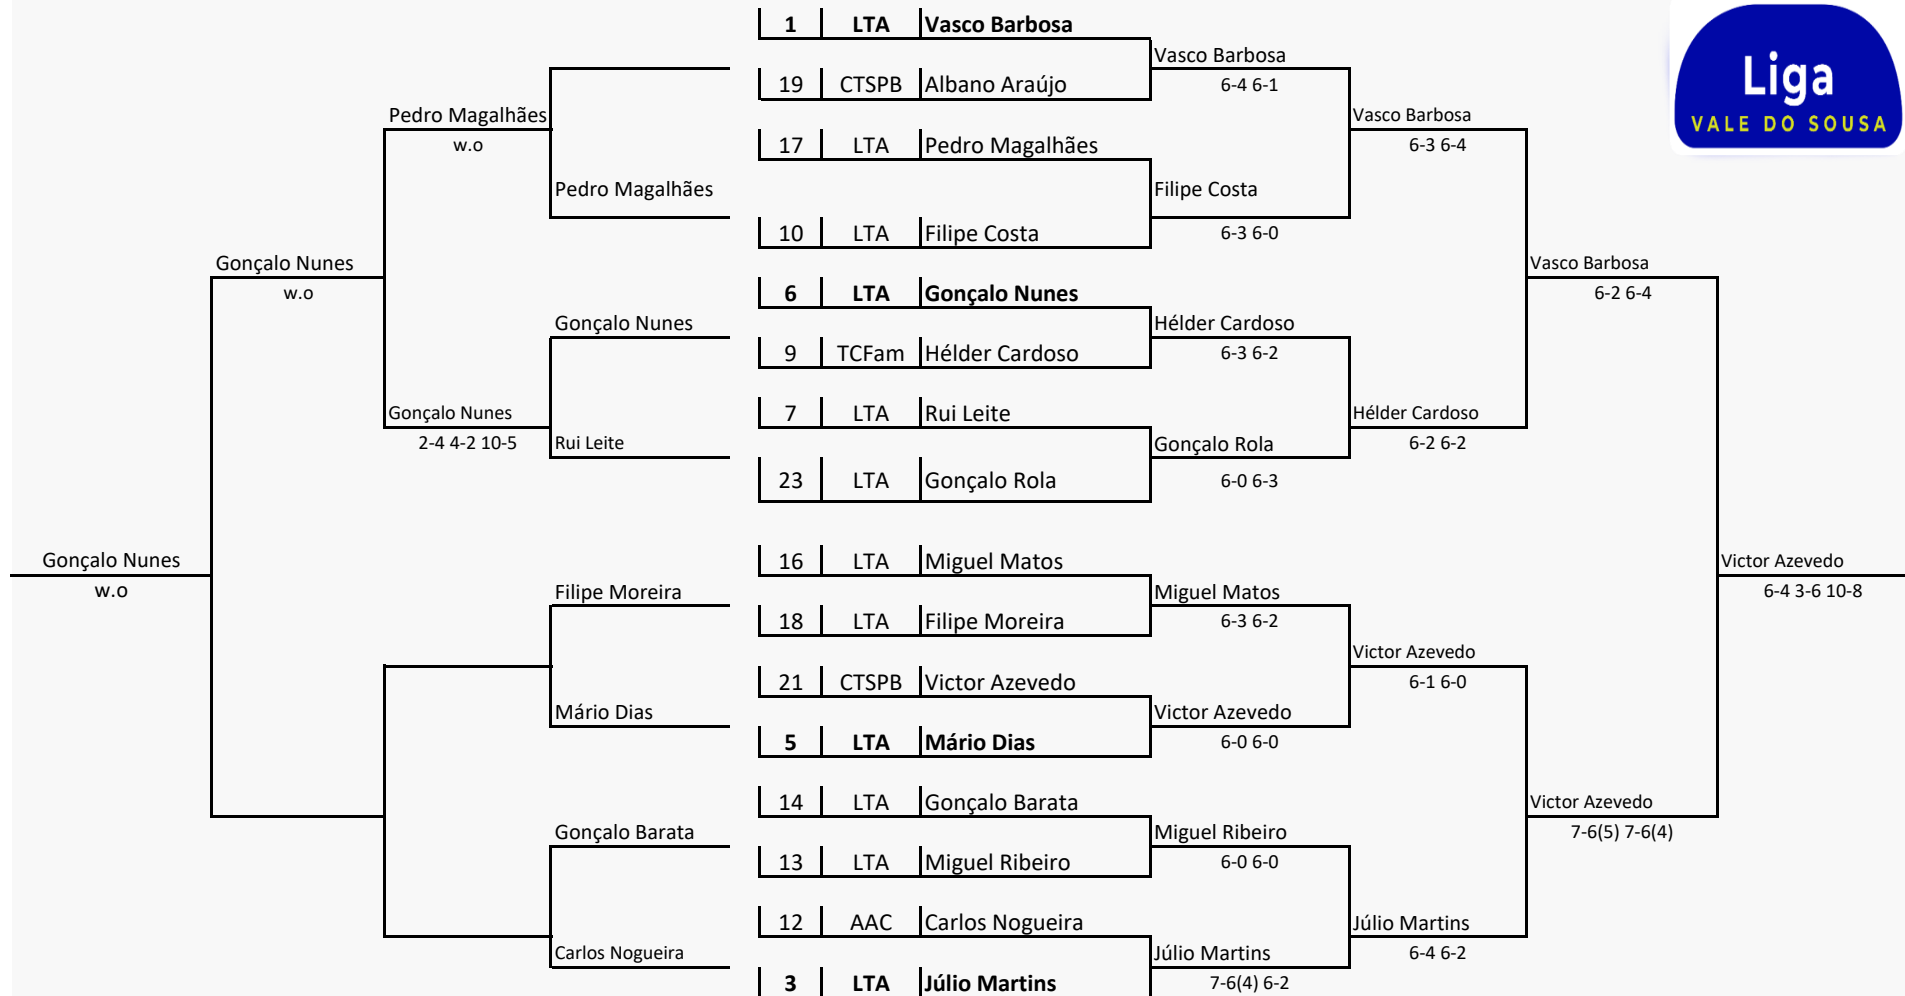 1 LTA Vasco Barbosa
Vasco Barbosa
19 CTSPB Albano Araújo
6-4 6-1
Liga
VALE DO SOUSA
Pedro Magalhães
w.o
Vasco Barbosa
6-3 6-4
17 LTA Pedro Magalhães
Pedro Magalhães
Filipe Costa
10 LTA Filipe Costa
6-3 6-0
Gonçalo Nunes
w.o
Vasco Barbosa
6-2 6-4
6 LTA Gonçalo Nunes
Gonçalo Nunes
Hélder Cardoso
9 TCFam Hélder Cardoso
6-3 6-2
Gonçalo Nunes
2-4 4-2 10-5
7 LTA Rui Leite
Hélder Cardoso
6-2 6-2
Rui Leite
Gonçalo Rola
23 LTA Gonçalo Rola
6-0 6-3
Gonçalo Nunes
w.o
16 LTA Miguel Matos
Victor Azevedo
6-4 3-6 10-8
Filipe Moreira
Miguel Matos
18 LTA Filipe Moreira
6-3 6-2
Victor Azevedo
6-1 6-0
21 CTSPB Victor Azevedo
Mário Dias
Victor Azevedo
5 LTA Mário Dias
6-0 6-0
14 LTA Gonçalo Barata
Victor Azevedo
7-6(5) 7-6(4)
Gonçalo Barata
Miguel Ribeiro
13 LTA Miguel Ribeiro
6-0 6-0
12 AAC Carlos Nogueira
Júlio Martins
6-4 6-2
Carlos Nogueira
Júlio Martins
3 LTA Júlio Martins
7-6(4) 6-2